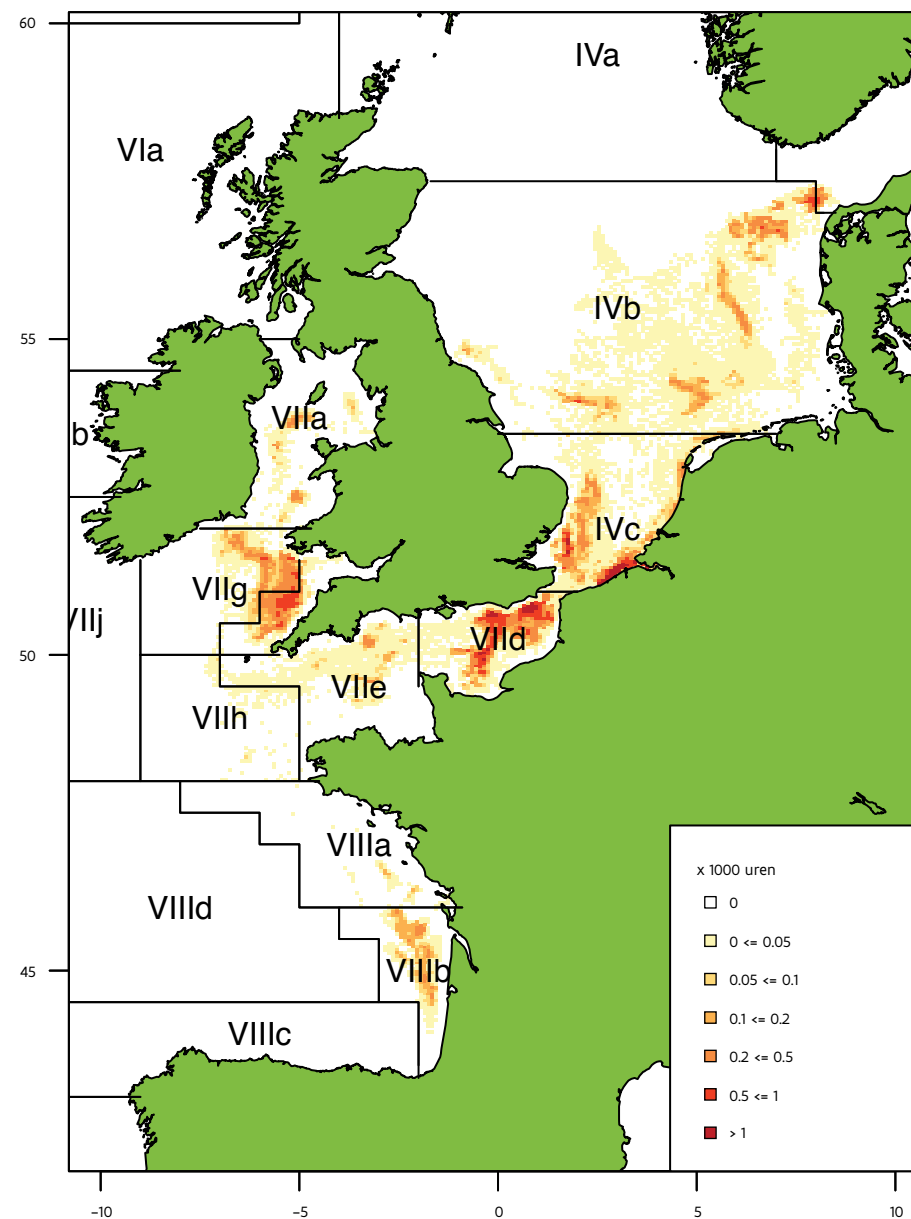 60
IVa
VIa
IVb
55
VIIa
b
IVc
VIIg
VIIj
VIId
50
VIIe
VIIh
VIIIa
VIIId
x 1000 uren
0
0 <= 0.05
45
VIIIb
0.05 <= 0.1
0.1 <= 0.2
VIIIc
0.2 <= 0.5
0.5 <= 1
> 1
-10
-5
0
5
10